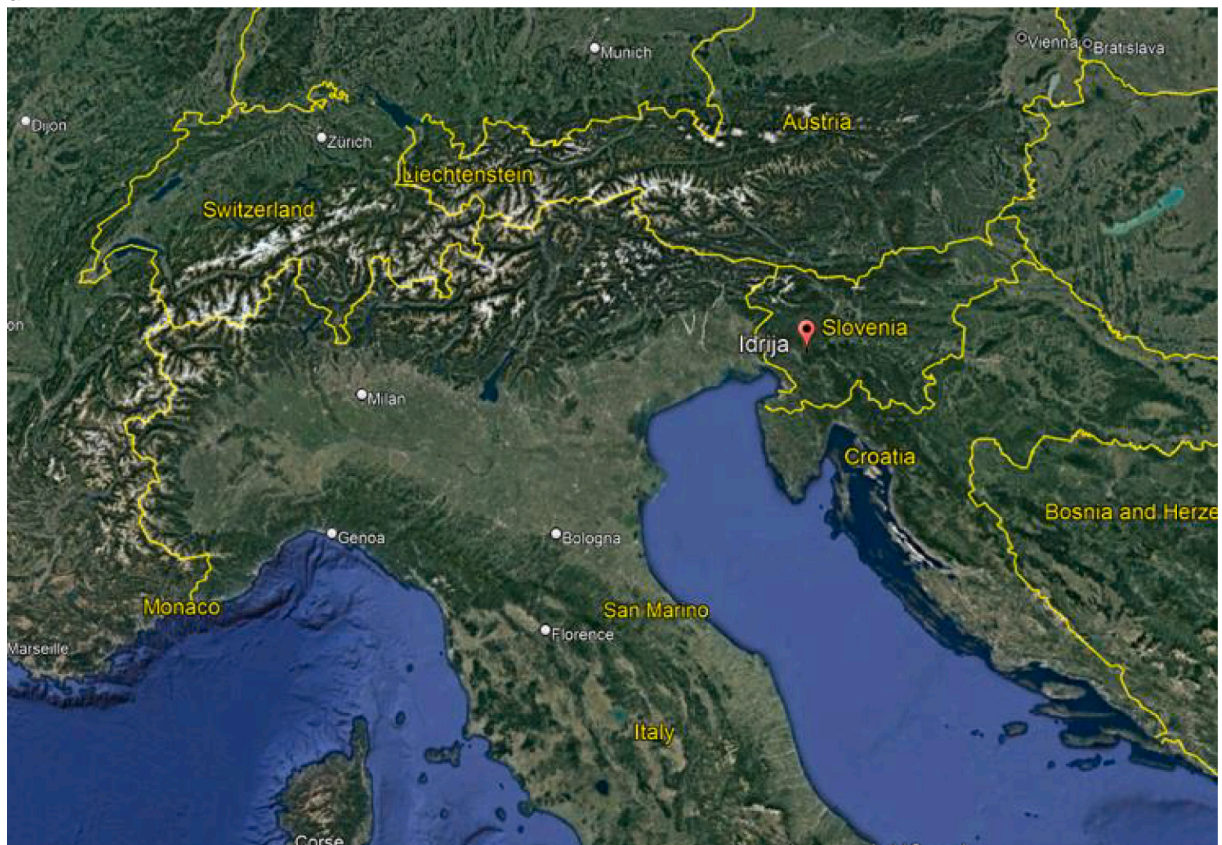 Munich
Vienna
Bratislava
Dijon
Zürich
Austria
Liechtenstein
Switzerland
on
Idrija
Slovenia
Milan
Croatia
Bosnia and Herze
Genoa
Bologna
Monaco
San Marino
Florence
Marseille
Italy
Corse